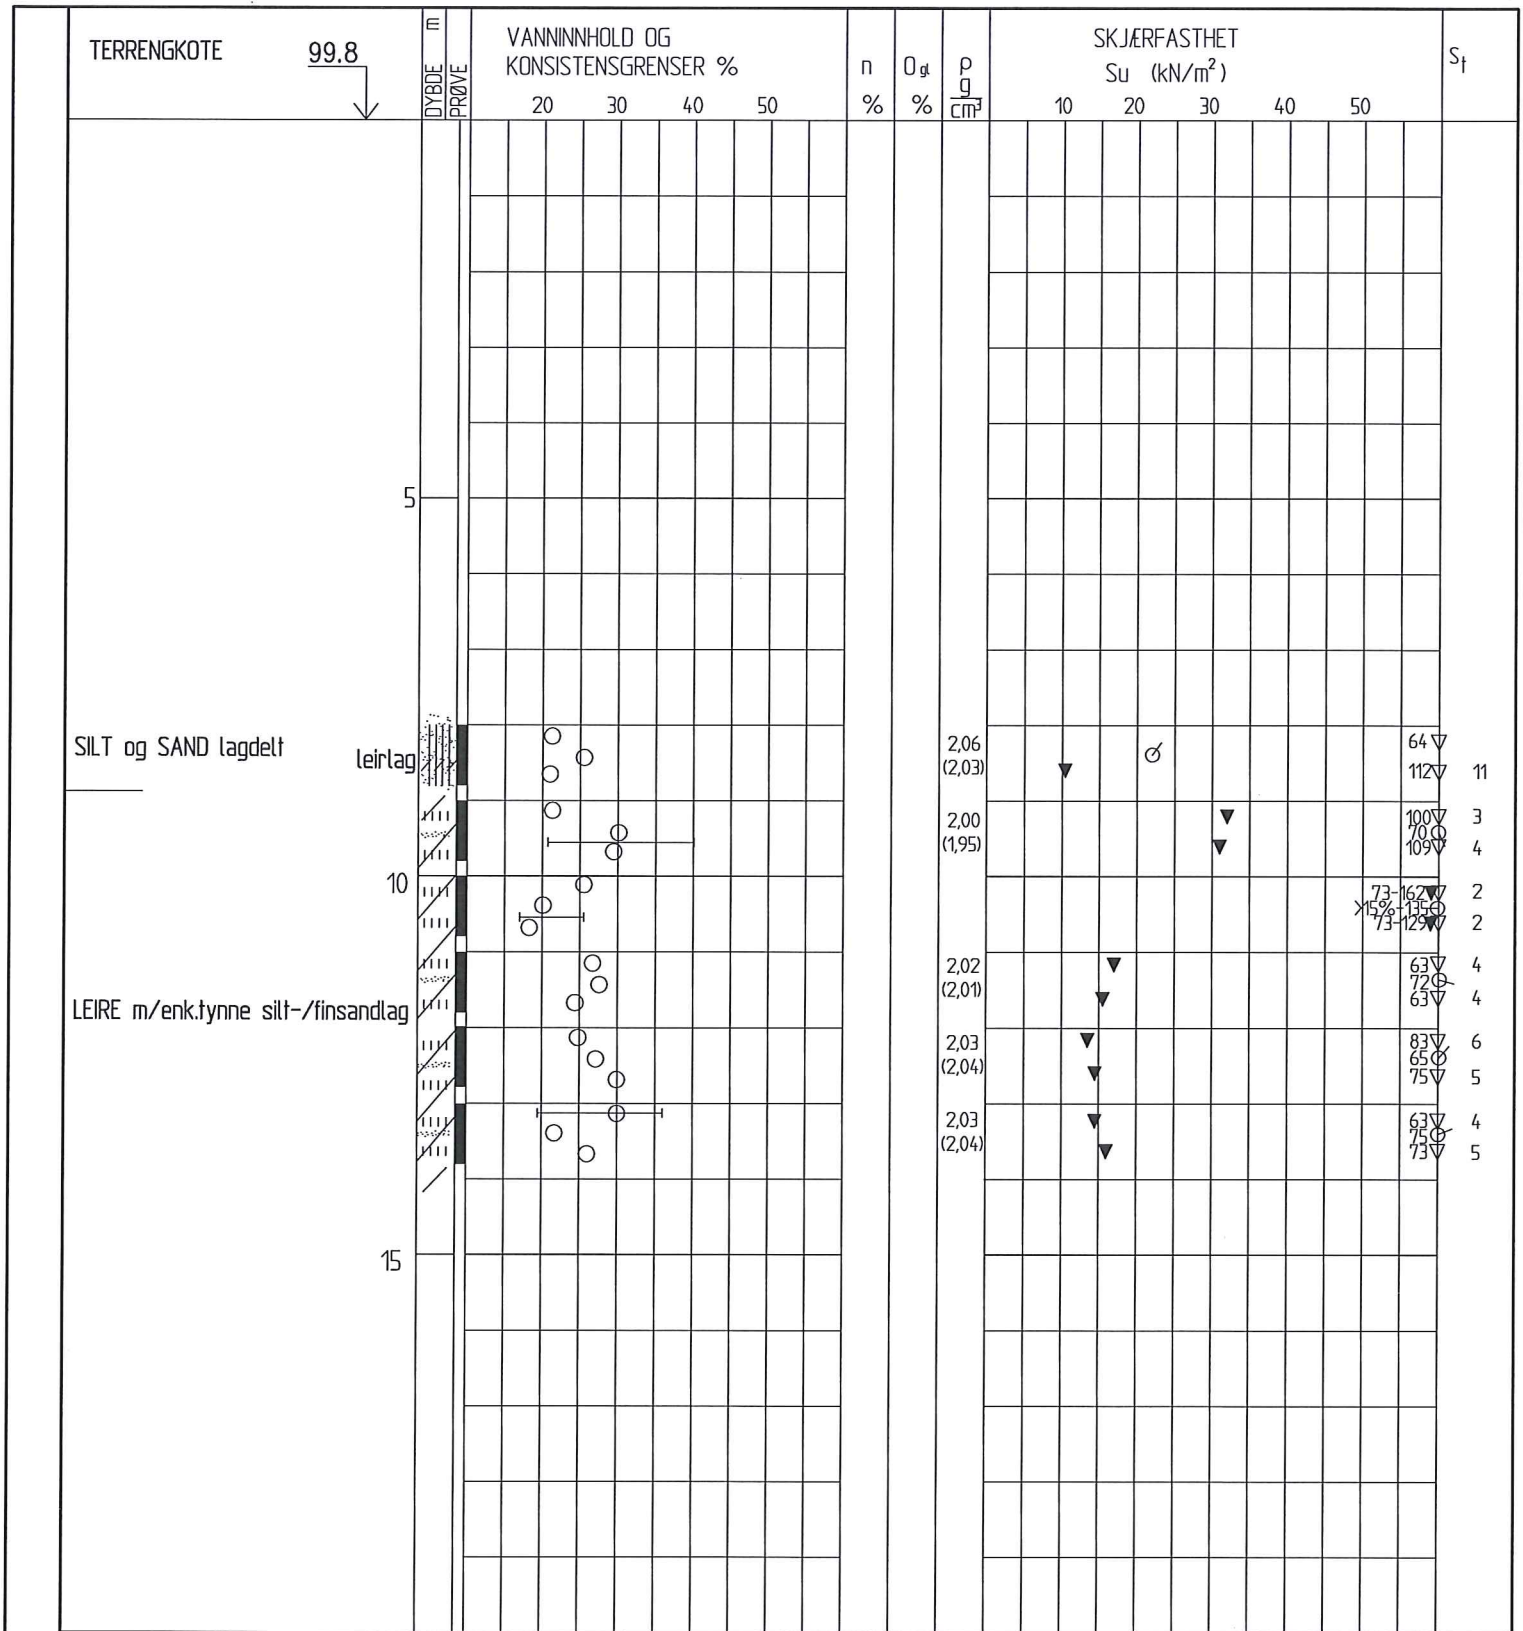 TERRENGKOTE 99.8
m
DYBDE
PRØVE
VANNINNHOLD OG
KONSISTENSGRENSER %
20 30 40 50
n
%
O gl
%
ρ
g
cm³
SKJÆRFASTHET
Su (kN/m²)
10 20 30 40 50
St
5
SILT og SAND lagdelt
leirlag
2,06
(2,03)
64
112 11
2,00
(1,95)
100 3
70
109 4
10
73-162 2
15%-135
73-129 2
2,02
(2,01)
63 4
72
63 4
LEIRE m/enk.tynne silt-/finsandlag
2,03
(2,04)
83 6
65
75 5
2,03
(2,04)
63 4
75
73 5
15